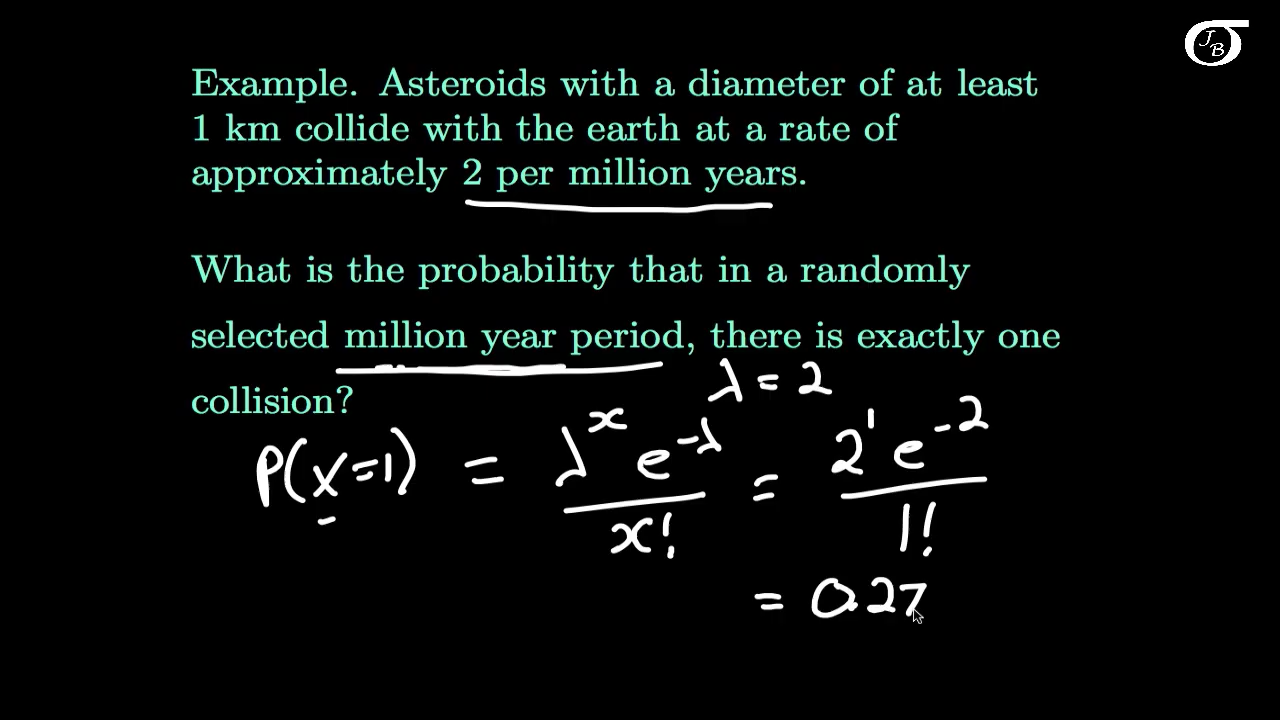 JB
Example. Asteroids with a diameter of at least
1 km collide with the earth at a rate of
approximately 2 per million years.
What is the probability that in a randomly
selected million year period, there is exactly one
collision?
λ = 2
P(X=1) = λ^x e^-λ / x! = 2^1 e^-2 / 1!
= 0.27